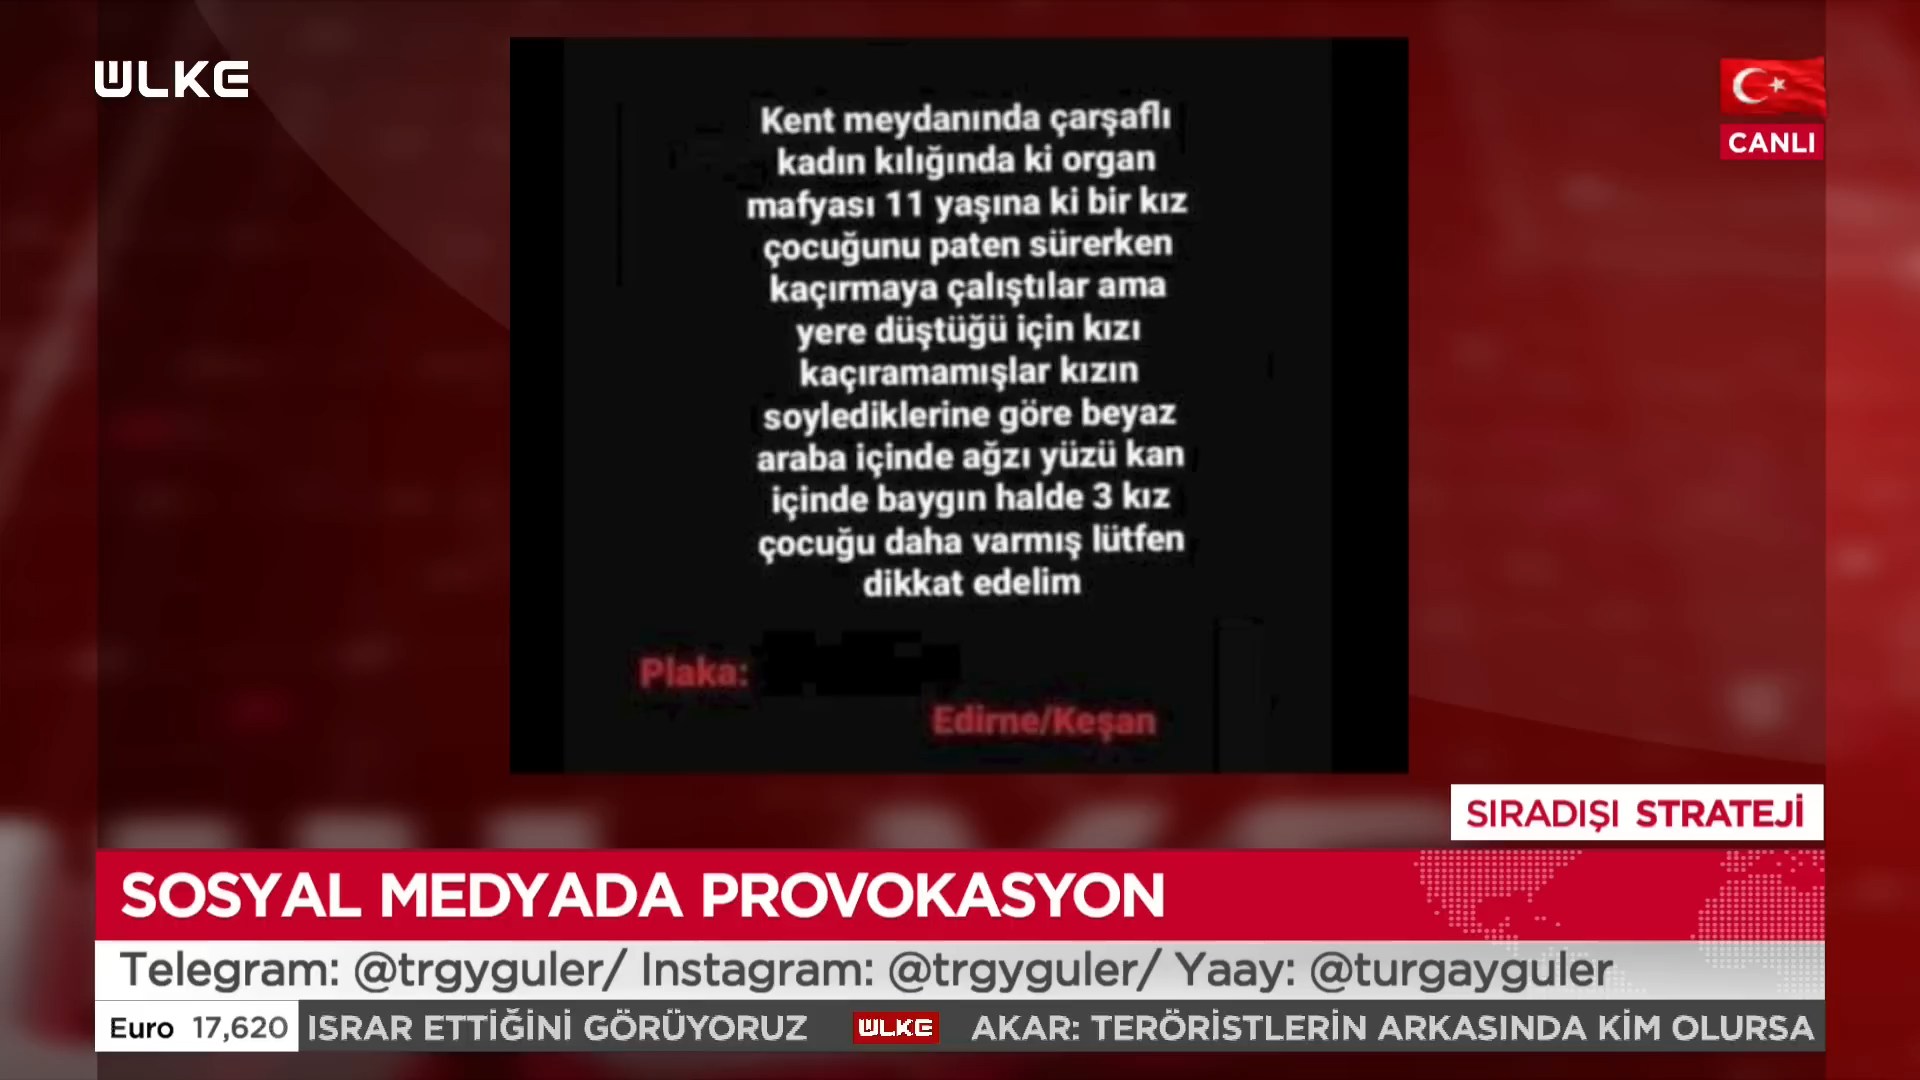 ÜLKE
CANLI
Kent meydanında çarşaflı
kadın kılığında ki organ
mafyası 11 yaşına ki bir kız
çocuğunu paten sürerken
kaçırmaya çalıştılar ama
yere düştüğü için kızı
kaçıramamışlar kızın
soylediklerine göre beyaz
araba içinde ağzı yüzü kan
içinde baygın halde 3 kız
çocuğu daha varmış lütfen
dikkat edelim
Plaka:
Edirne/Keşan
SIRADIŞI STRATEJİ
SOSYAL MEDYADA PROVOKASYON
Telegram: @trgyguler/ Instagram: @trgyguler/ Yaay: @turgayguler
Euro 17,620 ISRAR ETTİĞİNİ GÖRÜYORUZ ÜLKE AKAR: TERÖRİSTLERİN ARKASINDA KİM OLURSA